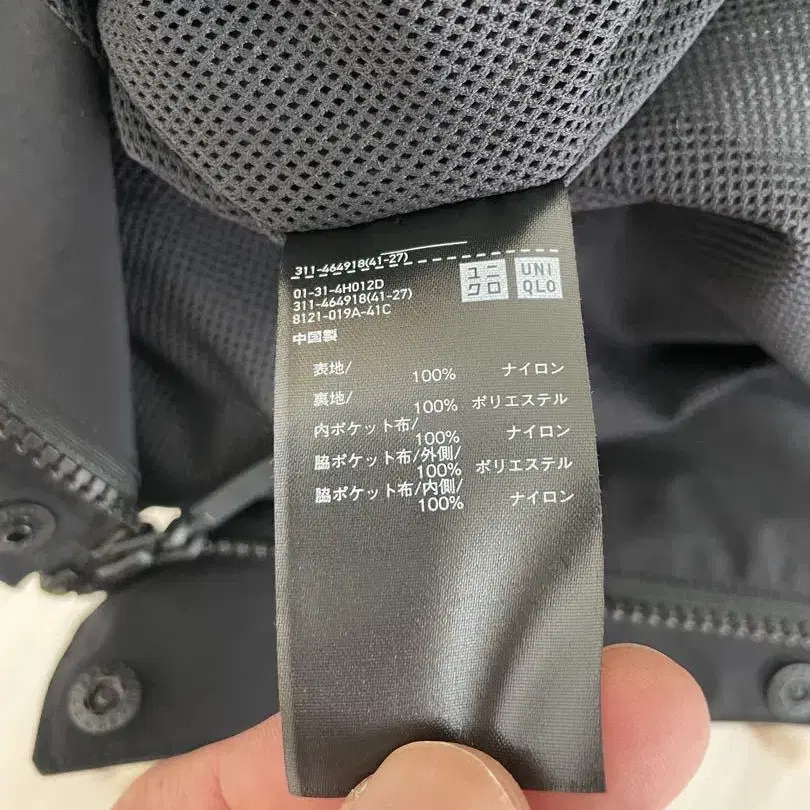 311-464918(41-27)
ユニ
クロ
UNI
QLO
01-31-4H012D
311-464918(41-27)
8121-019A-41C
中国製
表地/
100% ナイロン
裏地/
100% ポリエステル
内ポケット布/
100% ナイロン
脇ポケット布/外側/
100% ポリエステル
脇ポケット布/内側/
100% ナイロン